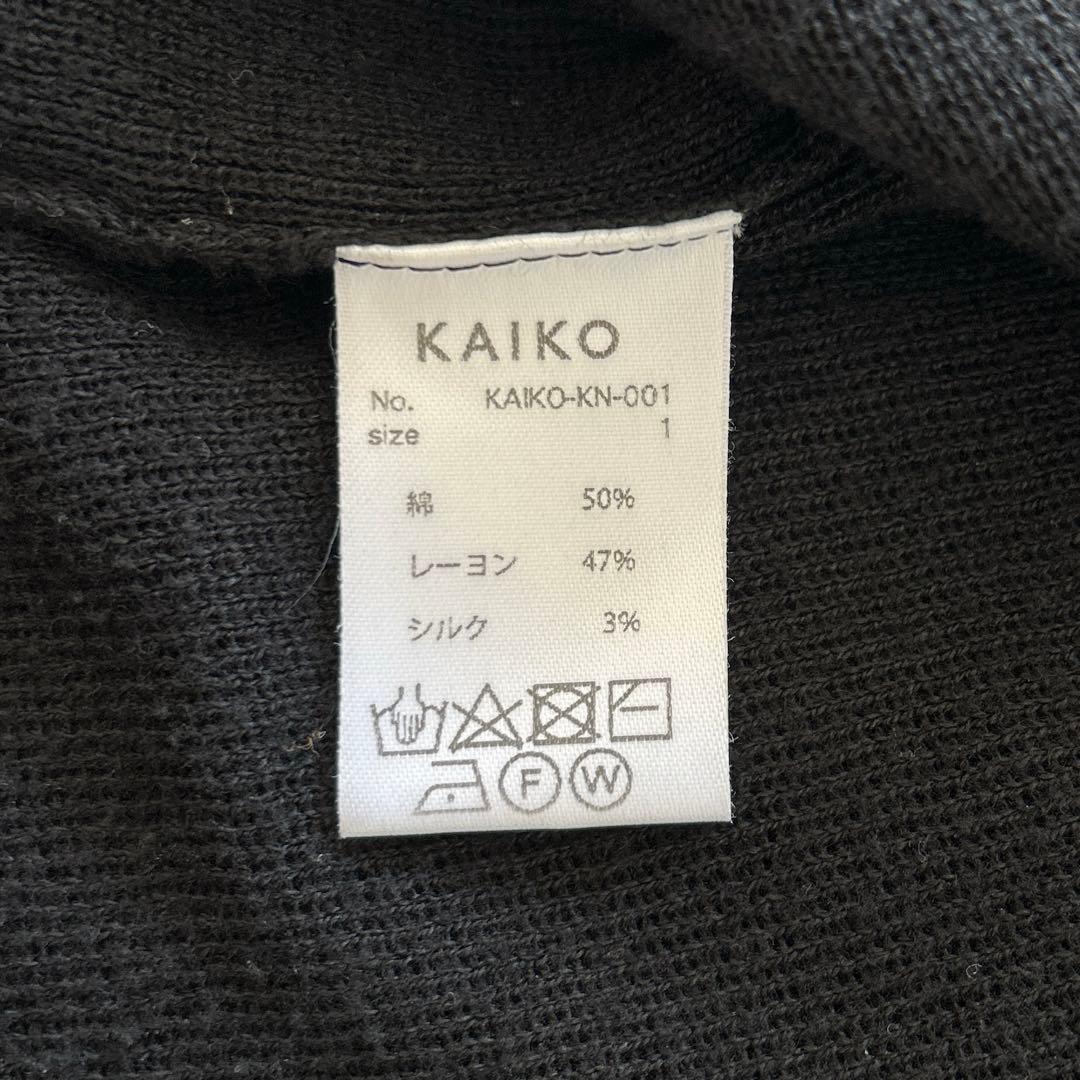 KAIKO
No. KAIKO-KN-001
size 1
綿 50%
レーヨン 47%
シルク 3%
F W